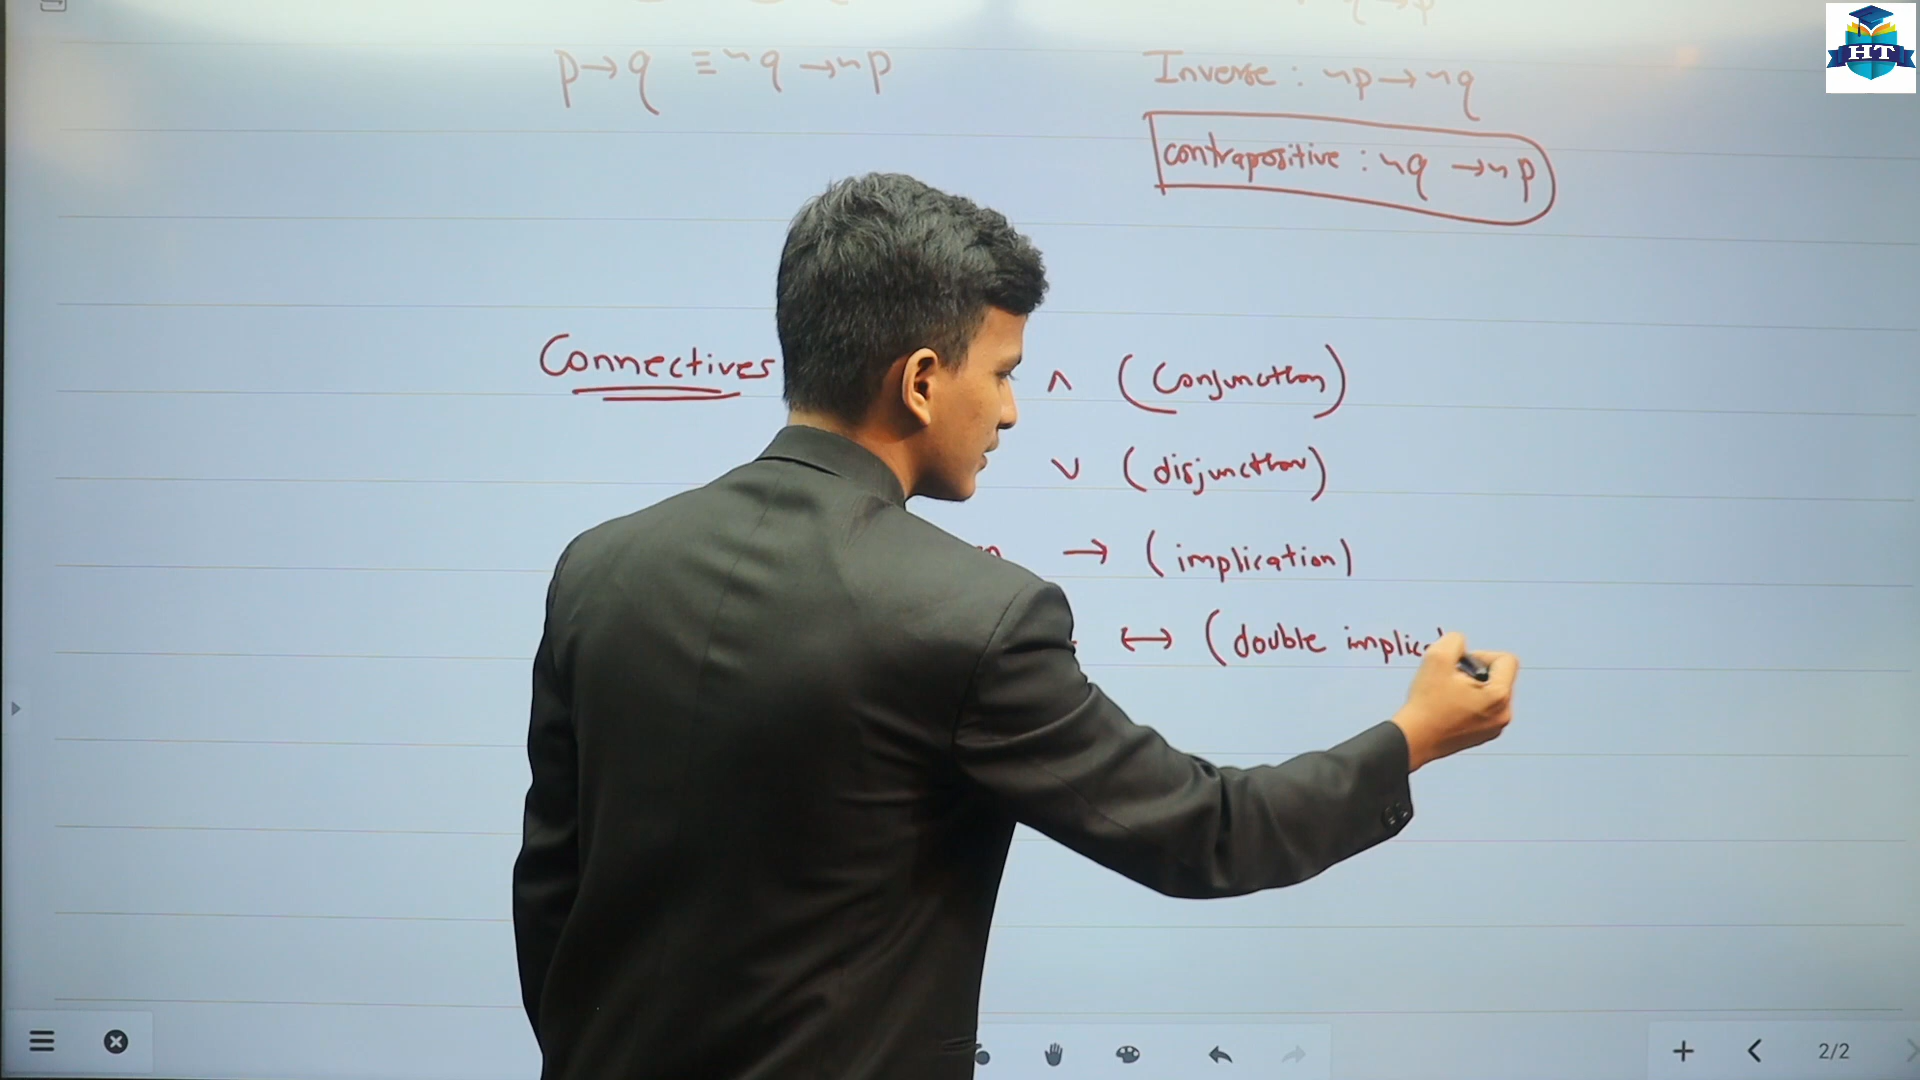 HT
p→q ≡ ~q →~p
Inverse : ~p→~q
contrapositive : ~q →~p
Connectives
∧ (Conjunction)
∨ (disjunction)
→ (implication)
↔ (double implic
2/2